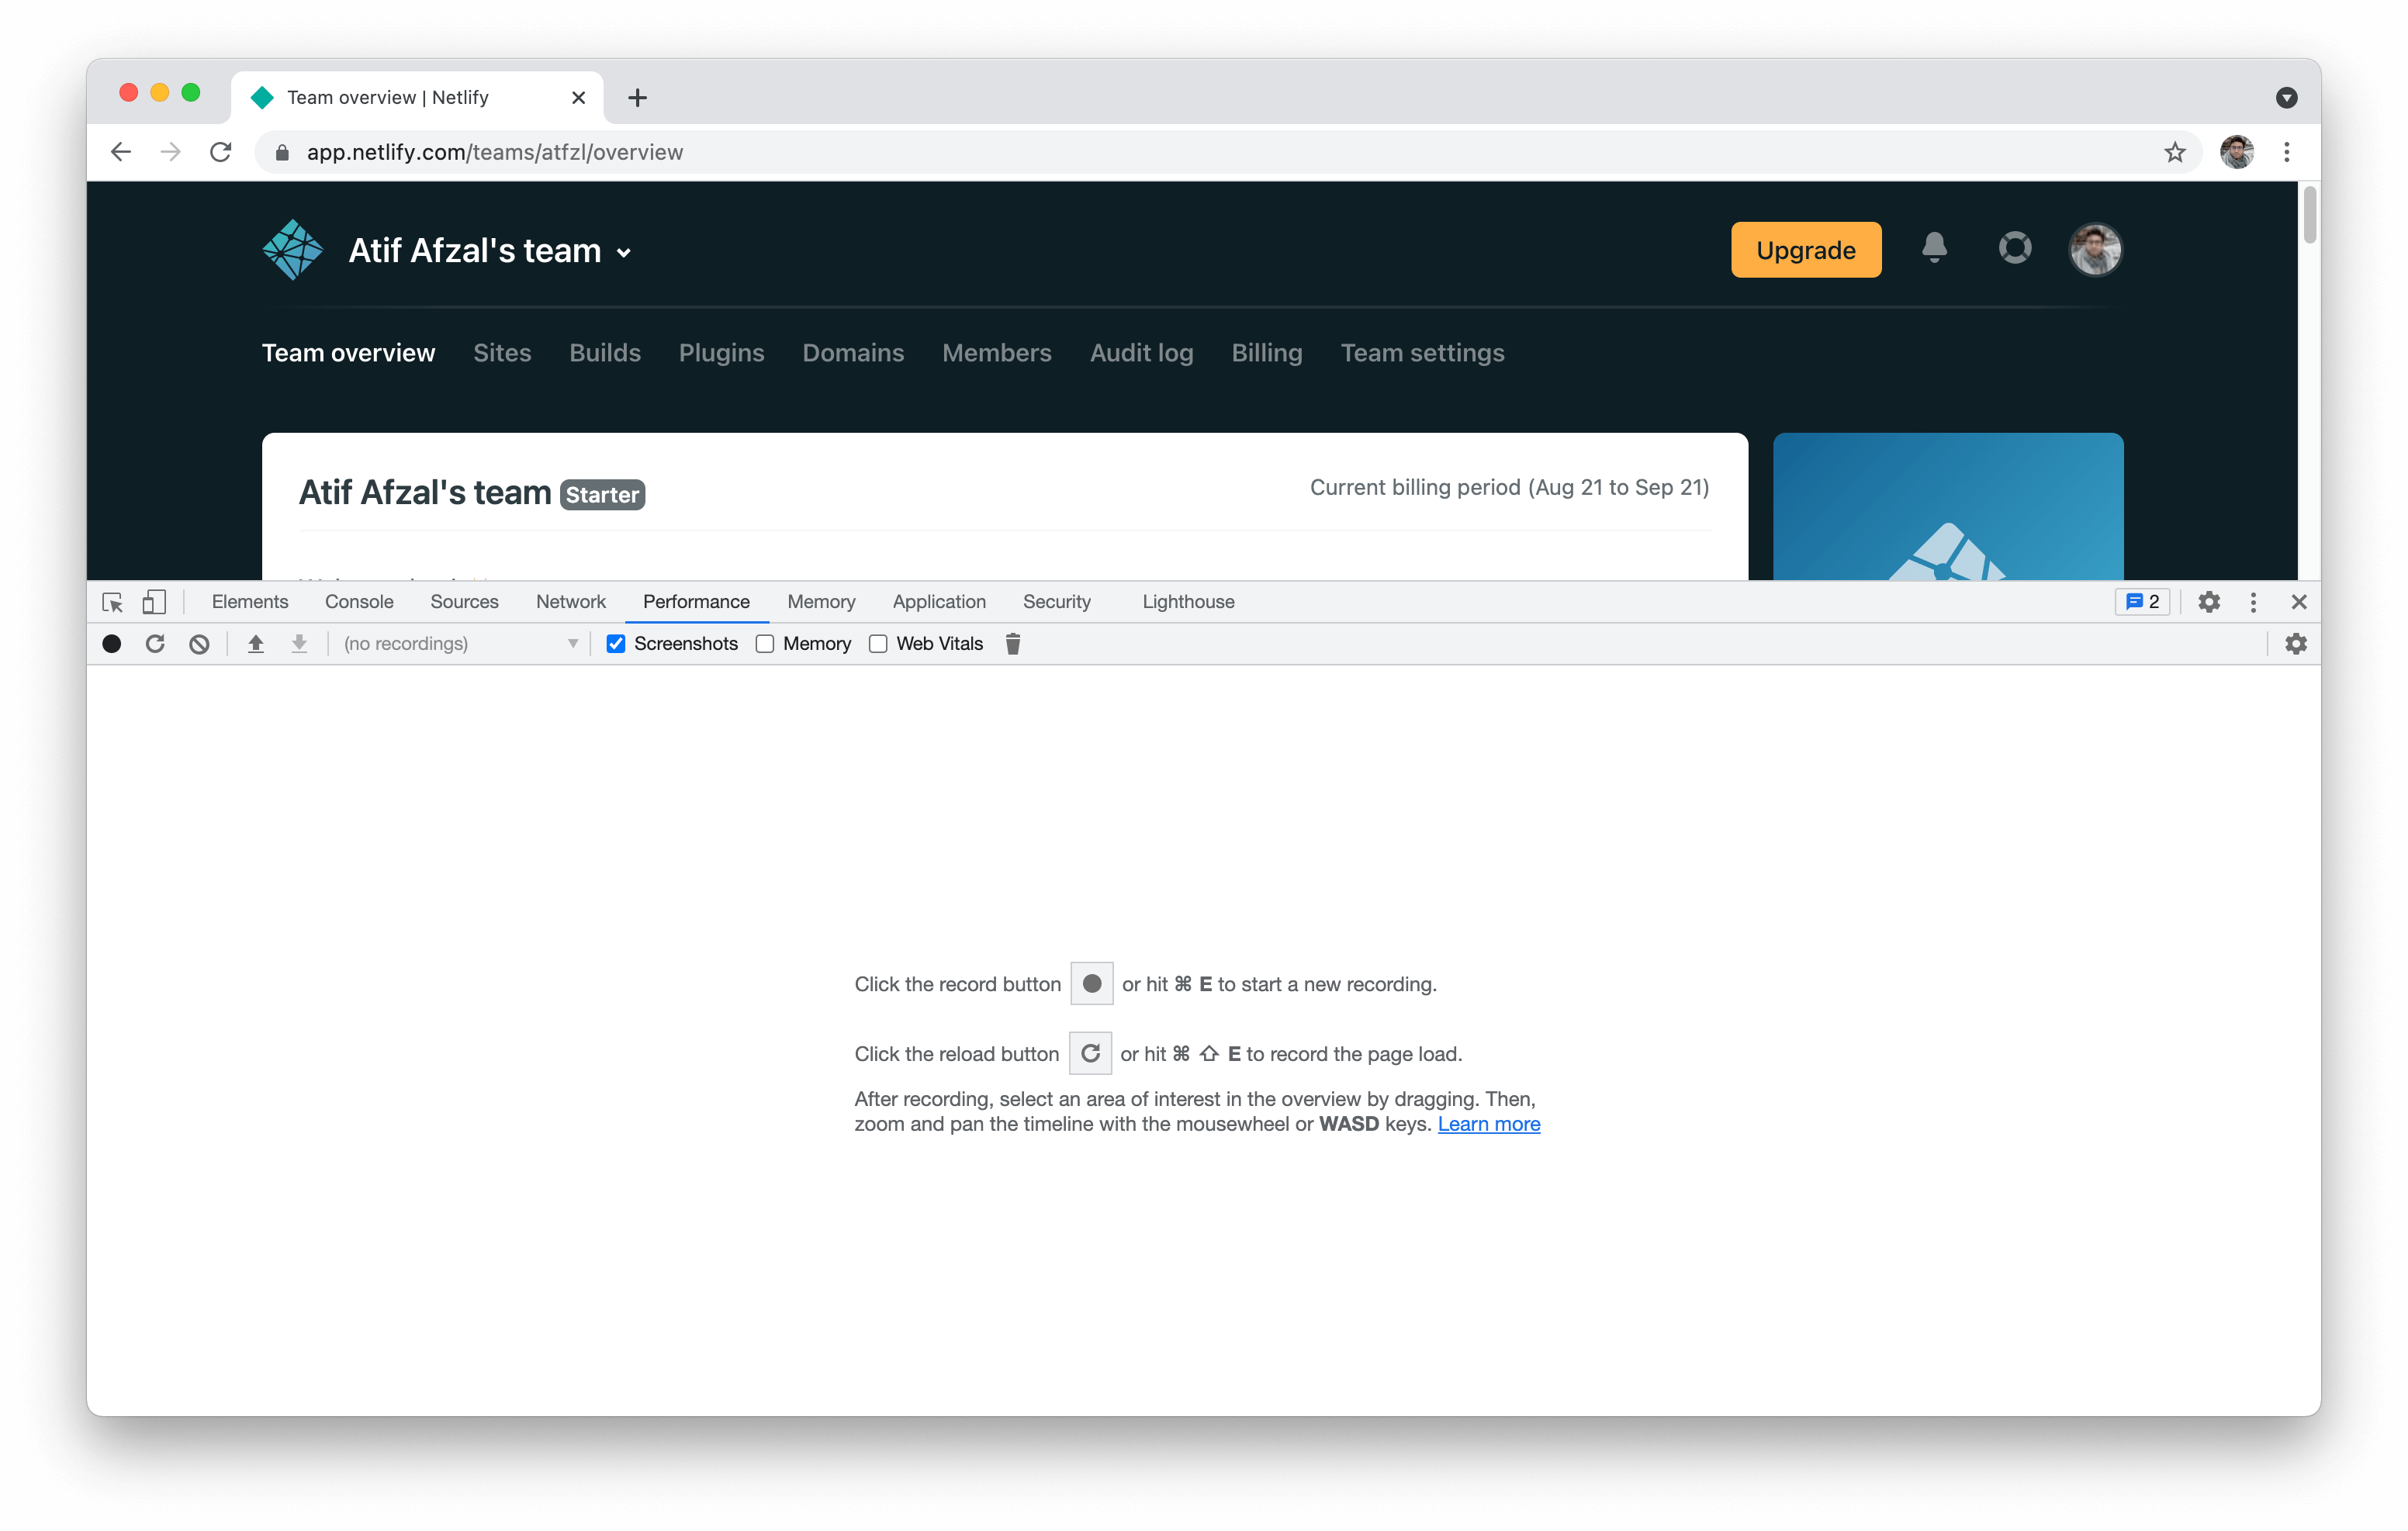 Team overview | Netlify
app.netlify.com/teams/atfzl/overview
Atif Afzal's team
Upgrade
Team overview Sites Builds Plugins Domains Members Audit log Billing Team settings
Atif Afzal's team Starter
Current billing period (Aug 21 to Sep 21)
Elements Console Sources Network Performance Memory Application Security Lighthouse 2
(no recordings) Screenshots Memory Web Vitals
Click the record button or hit ⌘ E to start a new recording.
Click the reload button or hit ⌘ ⇧ E to record the page load.
After recording, select an area of interest in the overview by dragging. Then,
zoom and pan the timeline with the mousewheel or WASD keys. Learn more